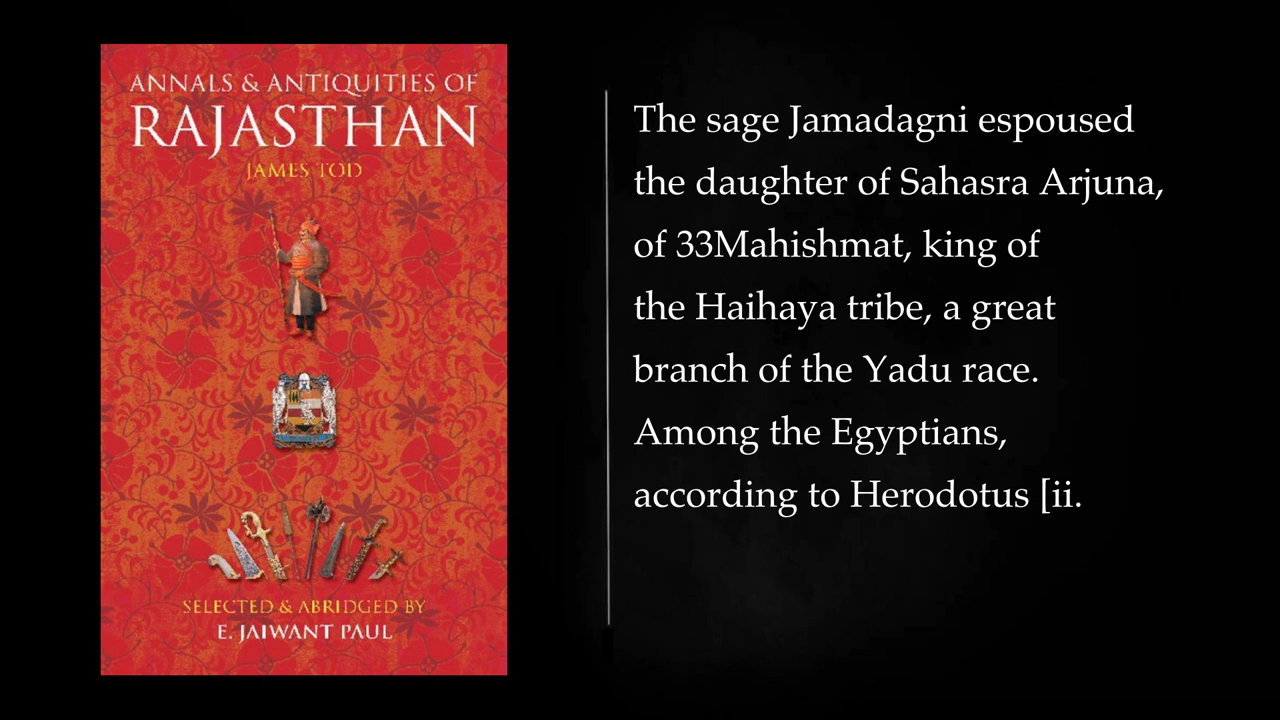 ANNALS & ANTIQUITIES OF
RAJASTHAN
JAMES TOD
SELECTED & ABRIDGED BY
E. JAIWANT PAUL
The sage Jamadagni espoused
the daughter of Sahasra Arjuna,
of 33Mahishmat, king of
the Haihaya tribe, a great
branch of the Yadu race.
Among the Egyptians,
according to Herodotus [ii.